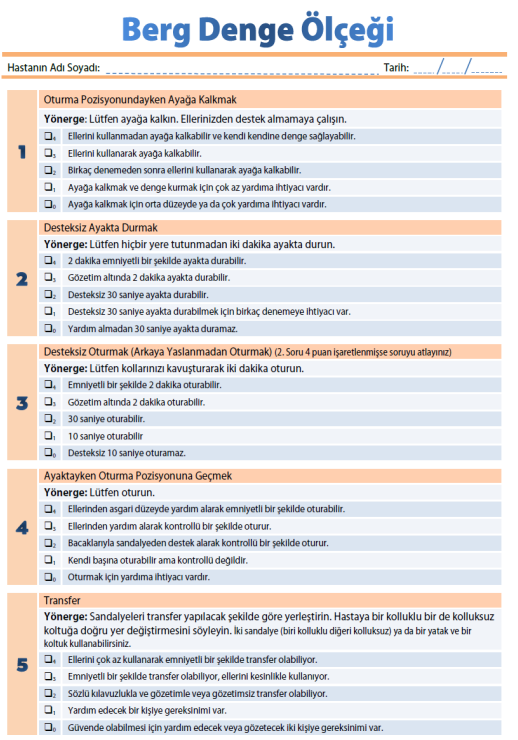 Berg Denge Ölçeği
Hastanın Adı Soyadı: Tarih: / /
Oturma Pozisyonundayken Ayağa Kalkmak
Yönerge: Lütfen ayağa kalkın. Ellerinizden destek almamaya çalışın.
1
❑4 Ellerini kullanmadan ayağa kalkabilir ve kendi kendine denge sağlayabilir.
❑3 Ellerini kullanarak ayağa kalkabilir.
❑2 Birkaç denemeden sonra ellerini kullanarak ayağa kalkabilir.
❑1 Ayağa kalkmak ve denge kurmak için çok az yardıma ihtiyacı vardır.
❑0 Ayağa kalkmak için orta düzeyde ya da çok yardıma ihtiyacı vardır.
Desteksiz Ayakta Durmak
Yönerge: Lütfen hiçbir yere tutunmadan iki dakika ayakta durun.
2
❑4 2 dakika emniyetli bir şekilde ayakta durabilir.
❑3 Gözetim altında 2 dakika ayakta durabilir.
❑2 Desteksiz 30 saniye ayakta durabilir.
❑1 Desteksiz 30 saniye ayakta durabilmek için birkaç denemeye ihtiyacı var.
❑0 Yardım almadan 30 saniye ayakta duramaz.
Desteksiz Oturmak (Arkaya Yaslanmadan Oturmak) (2. Soru 4 puan işaretlenmişse soruyu atlayınız)
Yönerge: Lütfen kollarınızı kavuşturarak iki dakika oturun.
3
❑4 Emniyetli bir şekilde 2 dakika oturabilir.
❑3 Gözetim altında 2 dakika oturabilir.
❑2 30 saniye oturabilir.
❑1 10 saniye oturabilir
❑0 Desteksiz 10 saniye oturamaz.
Ayaktayken Oturma Pozisyonuna Geçmek
Yönerge: Lütfen oturun.
4
❑4 Ellerinden asgari düzeyde yardım alarak emniyetli bir şekilde oturabilir.
❑3 Ellerinden yardım alarak kontrollü bir şekilde oturur.
❑2 Bacaklarıyla sandalyeden destek alarak kontrollü bir şekilde oturur.
❑1 Kendi başına oturabilir ama kontrollü değildir.
❑0 Oturmak için yardıma ihtiyacı vardır.
Transfer
Yönerge: Sandalyeleri transfer yapılacak şekilde göre yerleştirin. Hastaya bir kolluklu bir de kolluksuz
koltuğa doğru yer değiştirmesini söyleyin. İki sandalye (biri kolluklu diğeri kolluksuz) ya da bir yatak ve bir
koltuk kullanabilirsiniz.
5
❑4 Ellerini çok az kullanarak emniyetli bir şekilde transfer olabiliyor.
❑3 Emniyetli bir şekilde transfer olabiliyor, ellerini kesinlikle kullanıyor.
❑2 Sözlü kılavuzlukla ve gözetimle veya gözetimsiz transfer olabiliyor.
❑1 Yardım edecek bir kişiye gereksinimi var.
❑0 Güvende olabilmesi için yardım edecek veya gözetecek iki kişiye gereksinimi var.